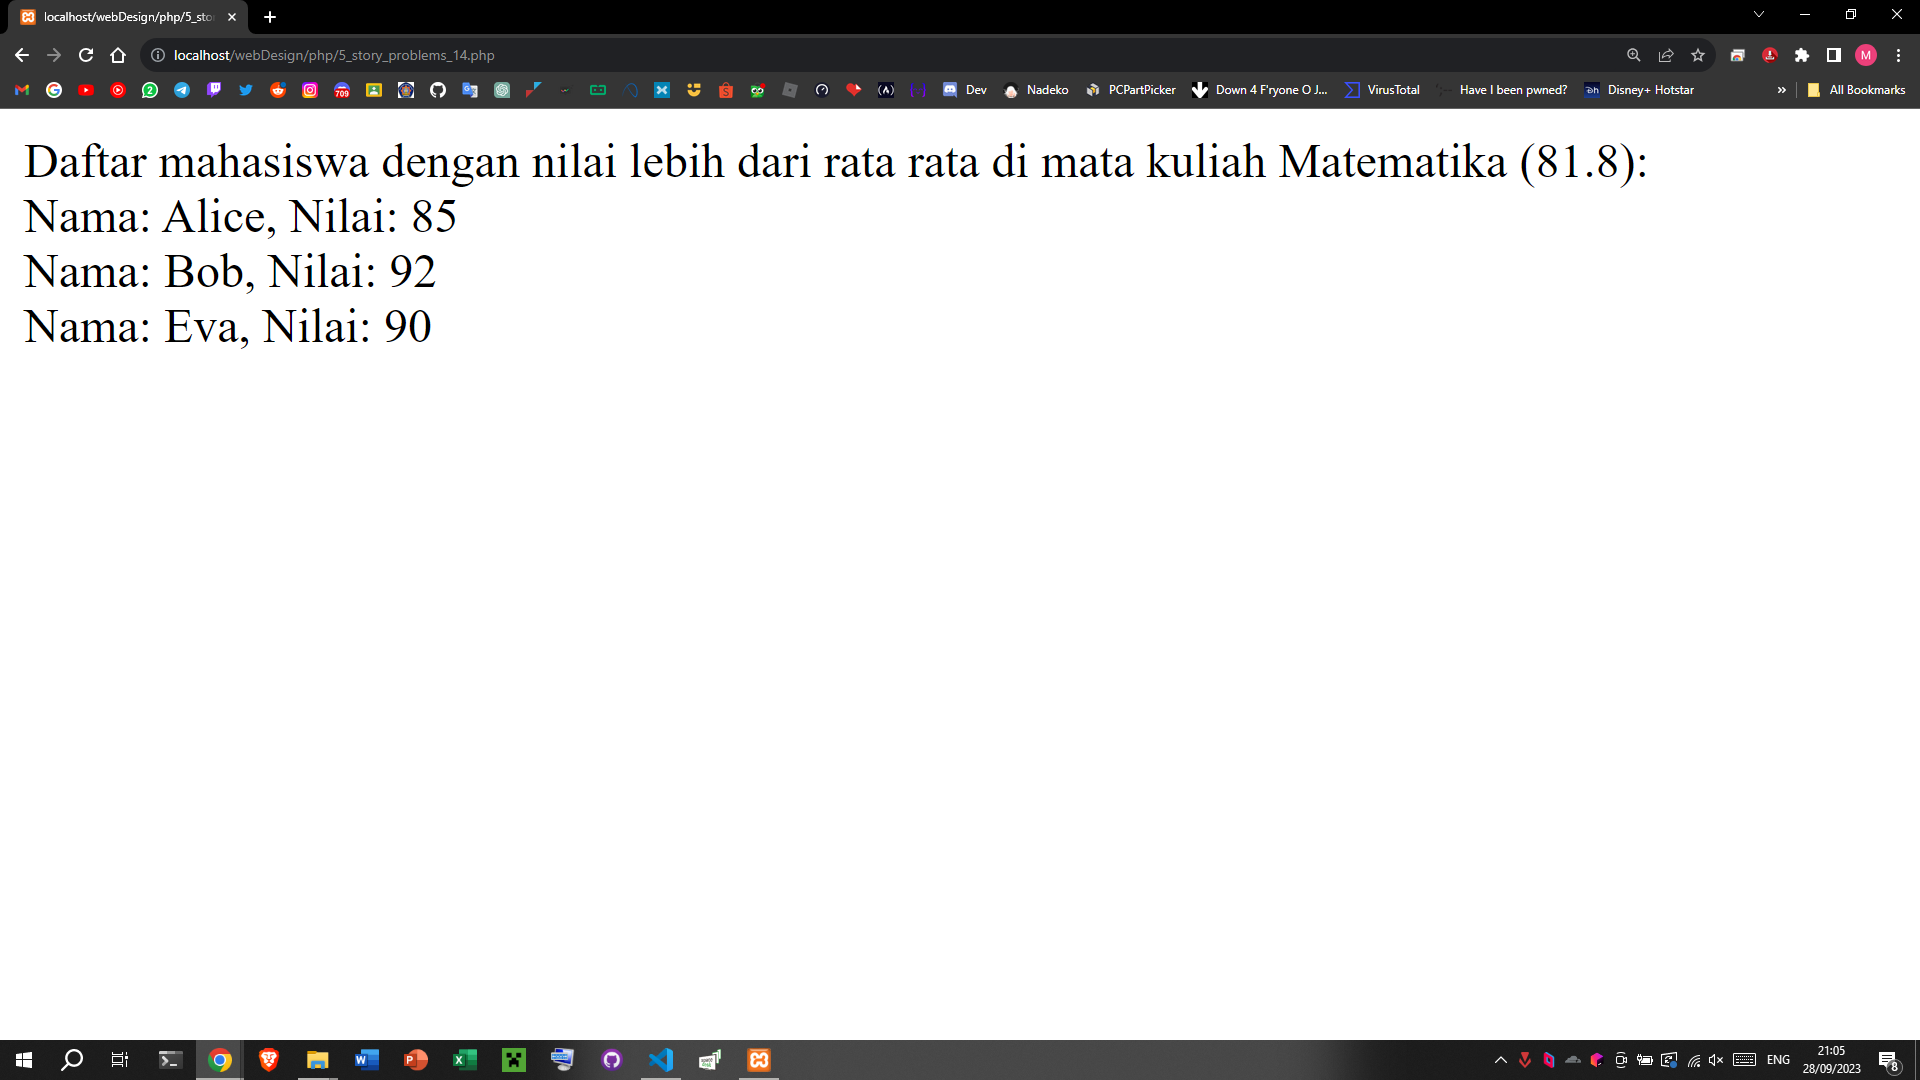 localhost/webDesign/php/5_sto
localhost/webDesign/php/5_story_problems_14.php
M
2
709
Dev
Nadeko
PCPartPicker
Down 4 F'ryone O J...
VirusTotal
Have I been pwned?
Disney+ Hotstar
»
All Bookmarks
Daftar mahasiswa dengan nilai lebih dari rata rata di mata kuliah Matematika (81.8):
Nama: Alice, Nilai: 85
Nama: Bob, Nilai: 92
Nama: Eva, Nilai: 90
ENG
21:05
28/09/2023
8